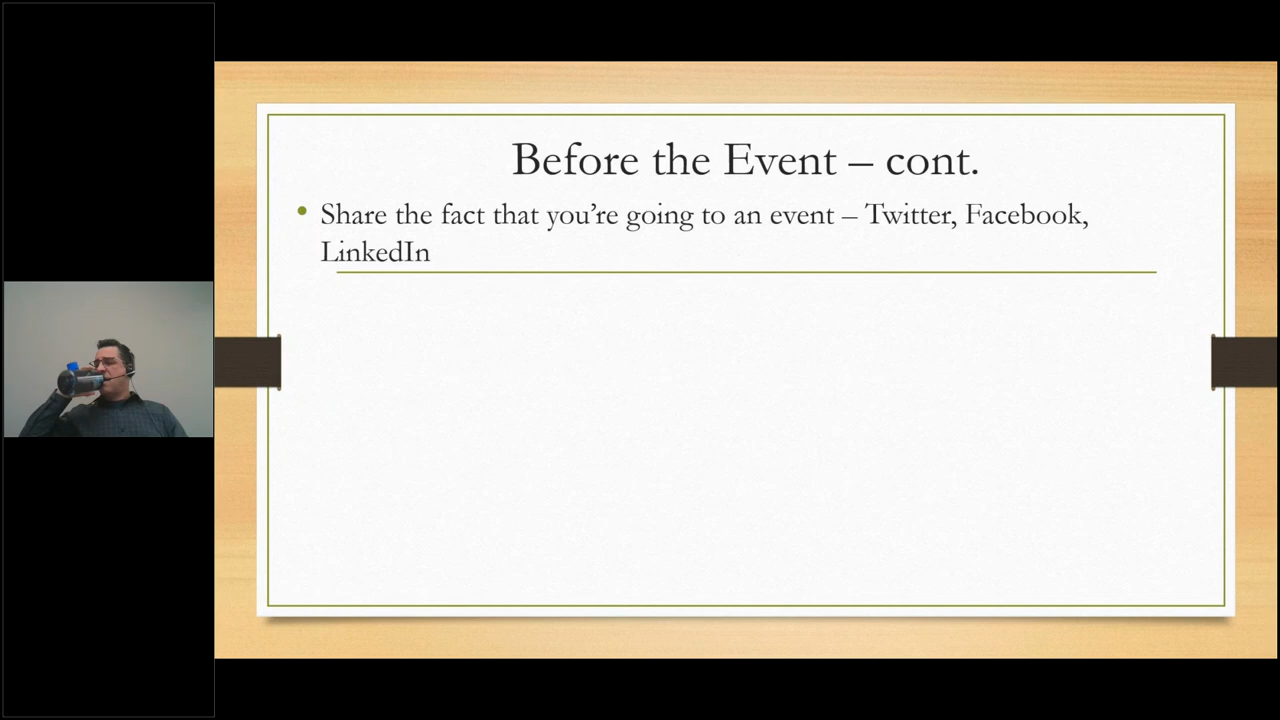 Before the Event – cont.
• Share the fact that you’re going to an event – Twitter, Facebook,
LinkedIn